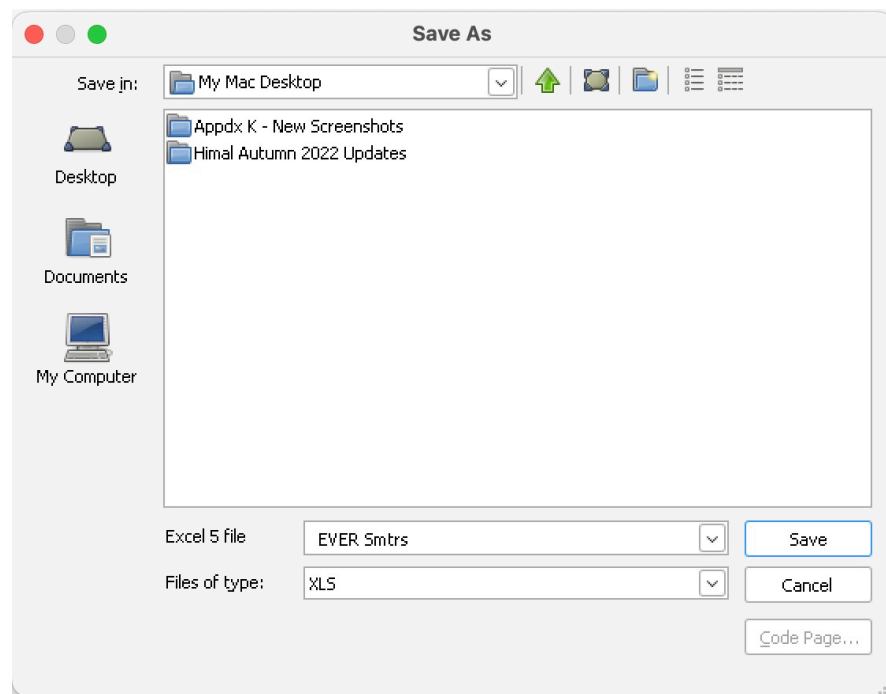 Save As
Save in:
My Mac Desktop
Appdx K - New Screenshots
Himal Autumn 2022 Updates
Desktop
Documents
My Computer
Excel 5 file
EVER Smtrs
Save
Files of type:
XLS
Cancel
Code Page...